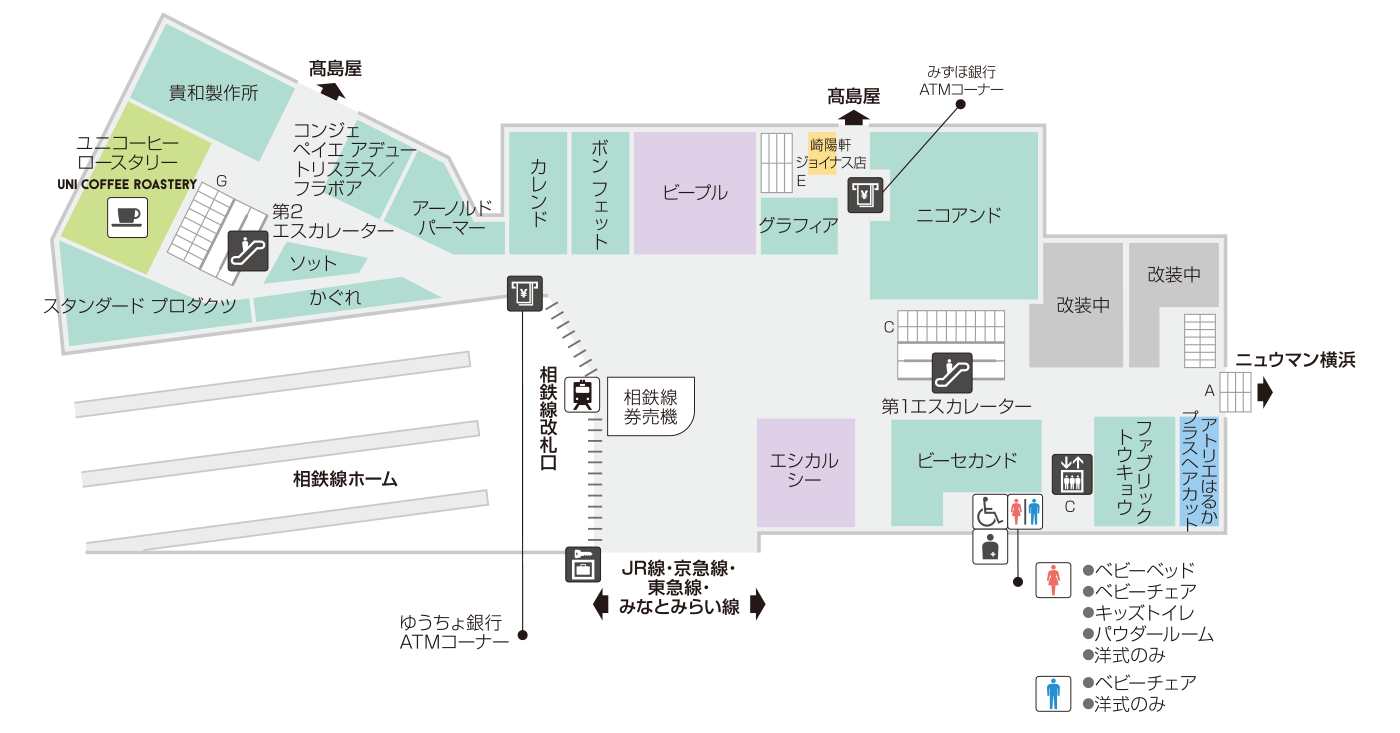 髙島屋
貴和製作所
ユニコーヒー
ロースタリー
UNI COFFEE ROASTERY
コンジェ
ペイエ アデュー
トリステス／
フラボア
G
第2
エスカレーター
アーノルド
パーマー
ソット
かぐれ
スタンダード プロダクツ
カレンド
ボンフェット
ビープル
E
髙島屋
崎陽軒
ジョイナス店
グラフィア
みずほ銀行
ATMコーナー
ニコアンド
改装中
改装中
C
第1エスカレーター
ニュウマン横浜
A
相鉄線改札口
相鉄線
券売機
相鉄線ホーム
エシカル
シー
ビーセカンド
C
ファブリック
トウキョウ
アトリエはるか
プラスヘアカット
JR線・京急線・
東急線・
みなとみらい線
ゆうちょ銀行
ATMコーナー
●ベビーベッド
●ベビーチェア
●キッズトイレ
●パウダールーム
●洋式のみ
●ベビーチェア
●洋式のみ